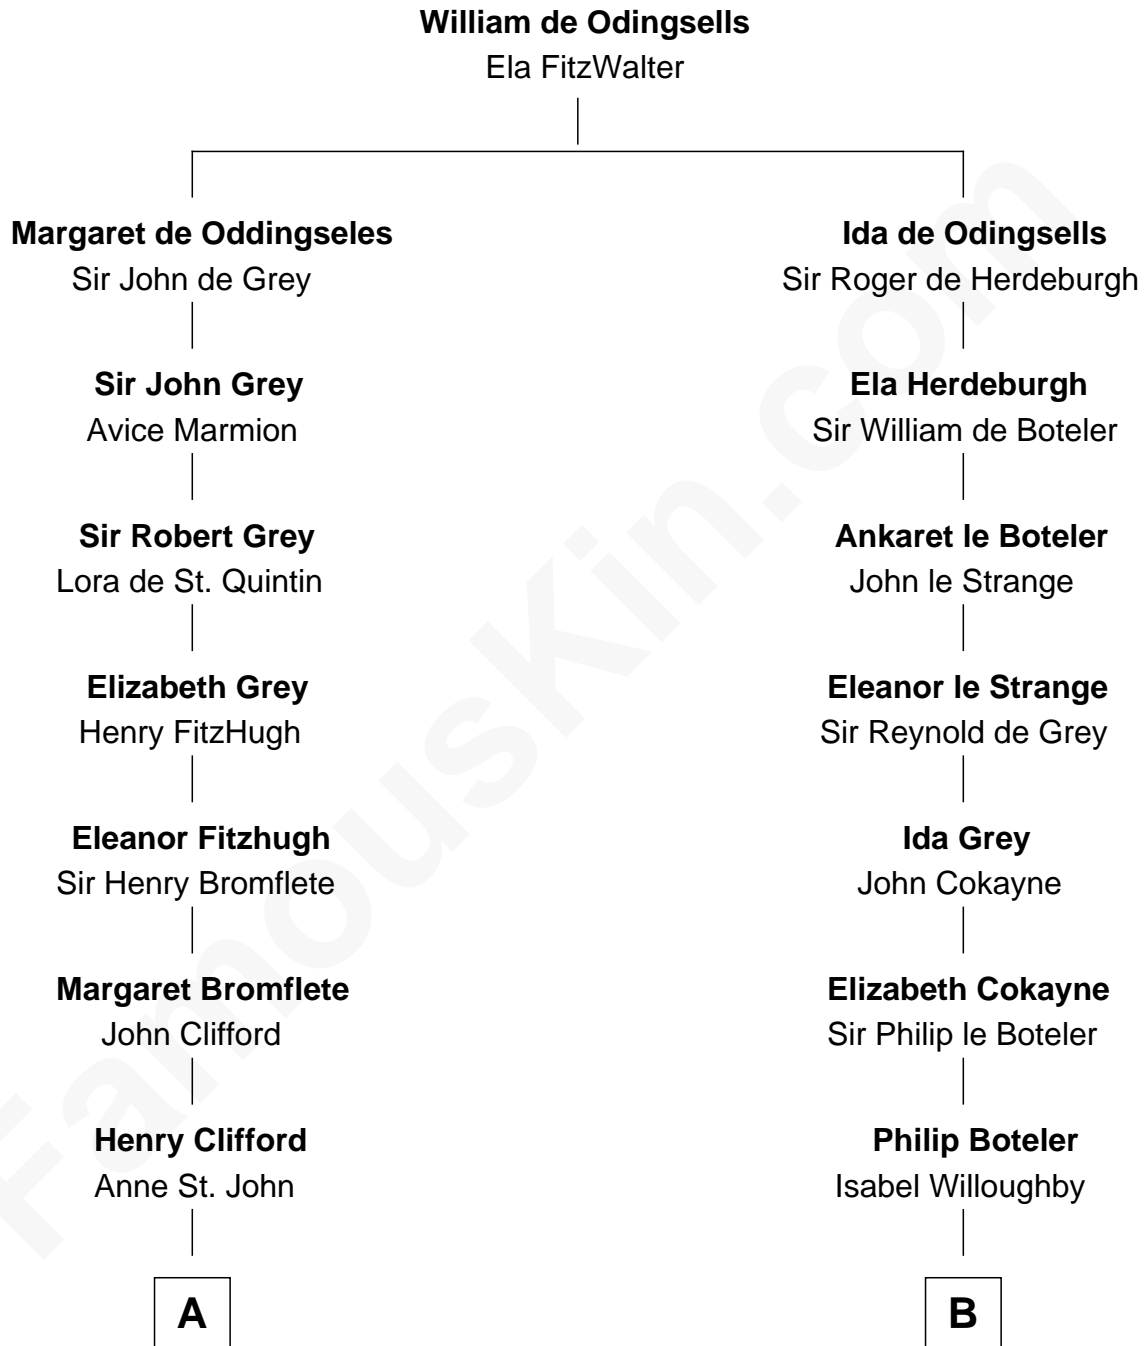 William de Odingsells
Ela FitzWalter
Margaret de Oddingseles
Sir John de Grey
Sir John Grey
Avice Marmion
Sir Robert Grey
Lora de St. Quintin
Elizabeth Grey
Henry FitzHugh
Eleanor Fitzhugh
Sir Henry Bromflete
Margaret Bromflete
John Clifford
Henry Clifford
Anne St. John
A
Ida de Odingsells
Sir Roger de Herdeburgh
Ela Herdeburgh
Sir William de Boteler
Ankaret le Boteler
John le Strange
Eleanor le Strange
Sir Reynold de Grey
Ida Grey
John Cokayne
Elizabeth Cokayne
Sir Philip le Boteler
Philip Boteler
Isabel Willoughby
B
FamousKin.com